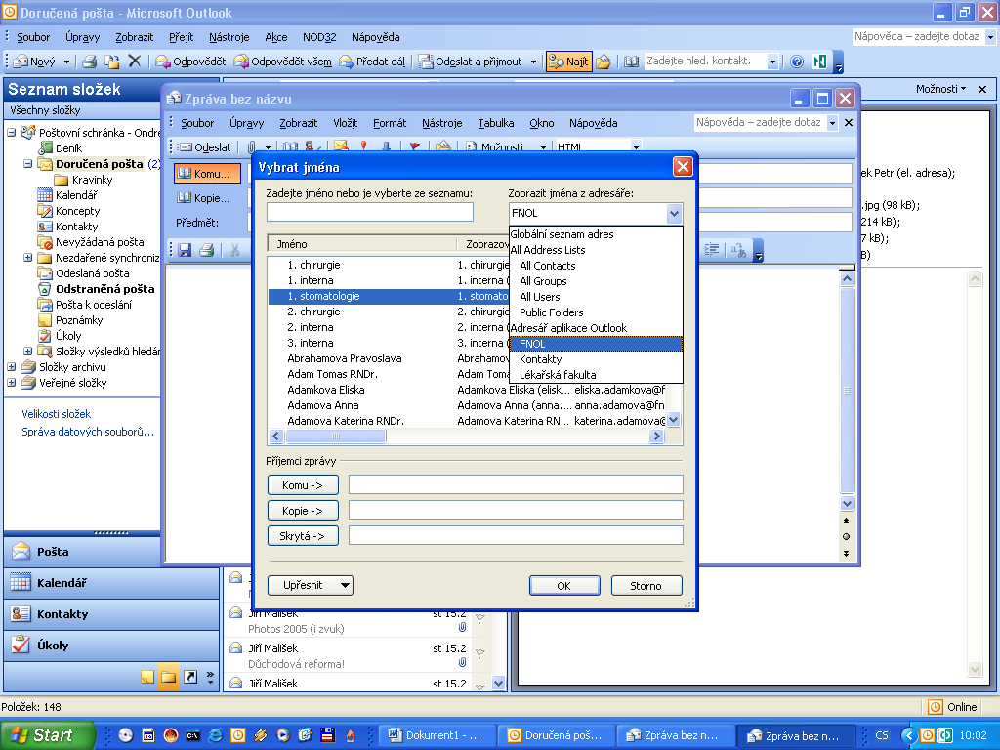 Doručená pošta - Microsoft Outlook
Soubor Úpravy Zobrazit Přejít Nástroje Akce NOD32 Nápověda
Nápověda – zadejte dotaz
Nový Odpovědět Odpovědět všem Předat dál Odeslat a přijmout Najít Zadejte hled. kontakt.
Seznam složek
Možnosti
Všechny složky
Poštovní schránka - Ondre
Deník
Doručená pošta (2)
Kravinky
Kalendář
Koncepty
Kontakty
Nevyžádaná pošta
Nezdařené synchroniz
Odeslaná pošta
Odstraněná pošta
Pošta k odeslání
Poznámky
Úkoly
Složky výsledků hledár
Složky archivu
Veřejné složky
Velikosti složek
Správa datových souborů...
Pošta
Kalendář
Kontakty
Úkoly
Zpráva bez názvu
Soubor Úpravy Zobrazit Vložit Formát Nástroje Tabulka Okno Nápověda
Nápověda – zadejte dotaz
Odeslat Možnosti HTML
Komu...
Kopie...
Předmět:
ek Petr (el. adresa);
.jpg (98 kB);
214 kB);
7 kB);
B)
Vybrat jména
Zadejte jméno nebo je vyberte ze seznamu:
Zobrazit jména z adresáře:
FNOL
Globální seznam adres
All Address Lists
All Contacts
All Groups
All Users
Public Folders
Adresář aplikace Outlook
FNOL
Kontakty
Lékařská fakulta
Jméno Zobrazov
1. chirurgie 1. chirurgie
1. interna 1. interna (
1. stomatologie 1. stomato
2. chirurgie 2. chirurgie
2. interna 2. interna (
3. interna 3. interna (
Abrahamova Pravoslava Abrahamov
Adam Tomas RNDr. Adam Toma
Adamkova Eliska Adamkova Eliska (elisk... eliska.adamkova@f
Adamova Anna Adamova Anna (anna.... anna.adamova@fn
Adamova Katerina RNDr. Adamova Katerina RN... katerina.adamova@
Příjemci zprávy
Komu ->
Kopie ->
Skrytá ->
Upřesnit
OK
Storno
Jiří Mališek st 15.2
Photos 2005 (i zvuk)
Jiří Mališek st 15.2
Důchodová reforma!
Jiří Mališek st 15.2
Položek: 148
Online
Start
Dokument1 - ...
Doručená poš...
Zpráva bez n...
Zpráva bez n...
CS
10:02